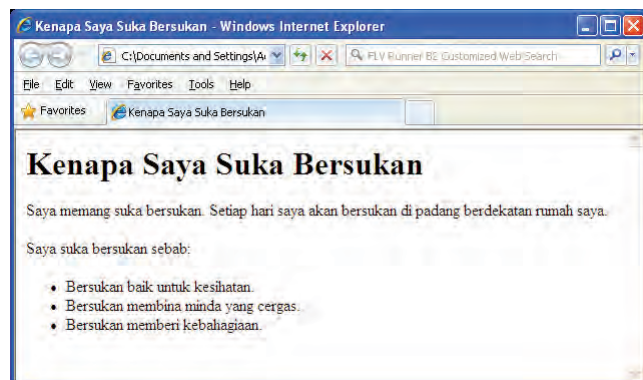 Kenapa Saya Suka Bersukan - Windows Internet Explorer
C:\Documents and Settings\A
FLV Runner BE Customized Web Search
File Edit View Favorites Tools Help
Favorites Kenapa Saya Suka Bersukan
Kenapa Saya Suka Bersukan
Saya memang suka bersukan. Setiap hari saya akan bersukan di padang berdekatan rumah saya.
Saya suka bersukan sebab:
• Bersukan baik untuk kesihatan.
• Bersukan membina minda yang cergas.
• Bersukan memberi kebahagiaan.